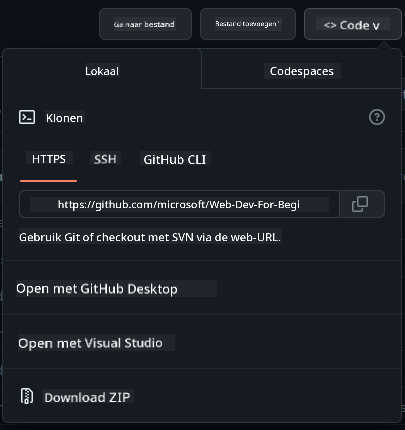 Ga naar bestand
Bestand toevoegen
<> Code v
Lokaal
Codespaces
Klonen
HTTPS
SSH
GitHub CLI
https://github.com/microsoft/Web-Dev-For-Begi
Gebruik Git of checkout met SVN via de web-URL.
Open met GitHub Desktop
Open met Visual Studio
Download ZIP